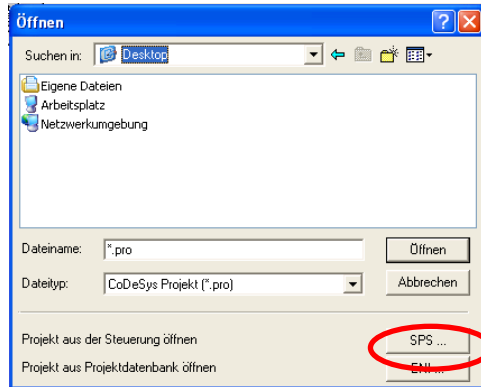 Öffnen
Suchen in: Desktop
Eigene Dateien
Arbeitsplatz
Netzwerkumgebung
Dateiname: *.pro Öffnen
Dateityp: CoDeSys Projekt (*.pro) Abbrechen
Projekt aus der Steuerung öffnen SPS ...
Projekt aus Projektdatenbank öffnen ENI ...